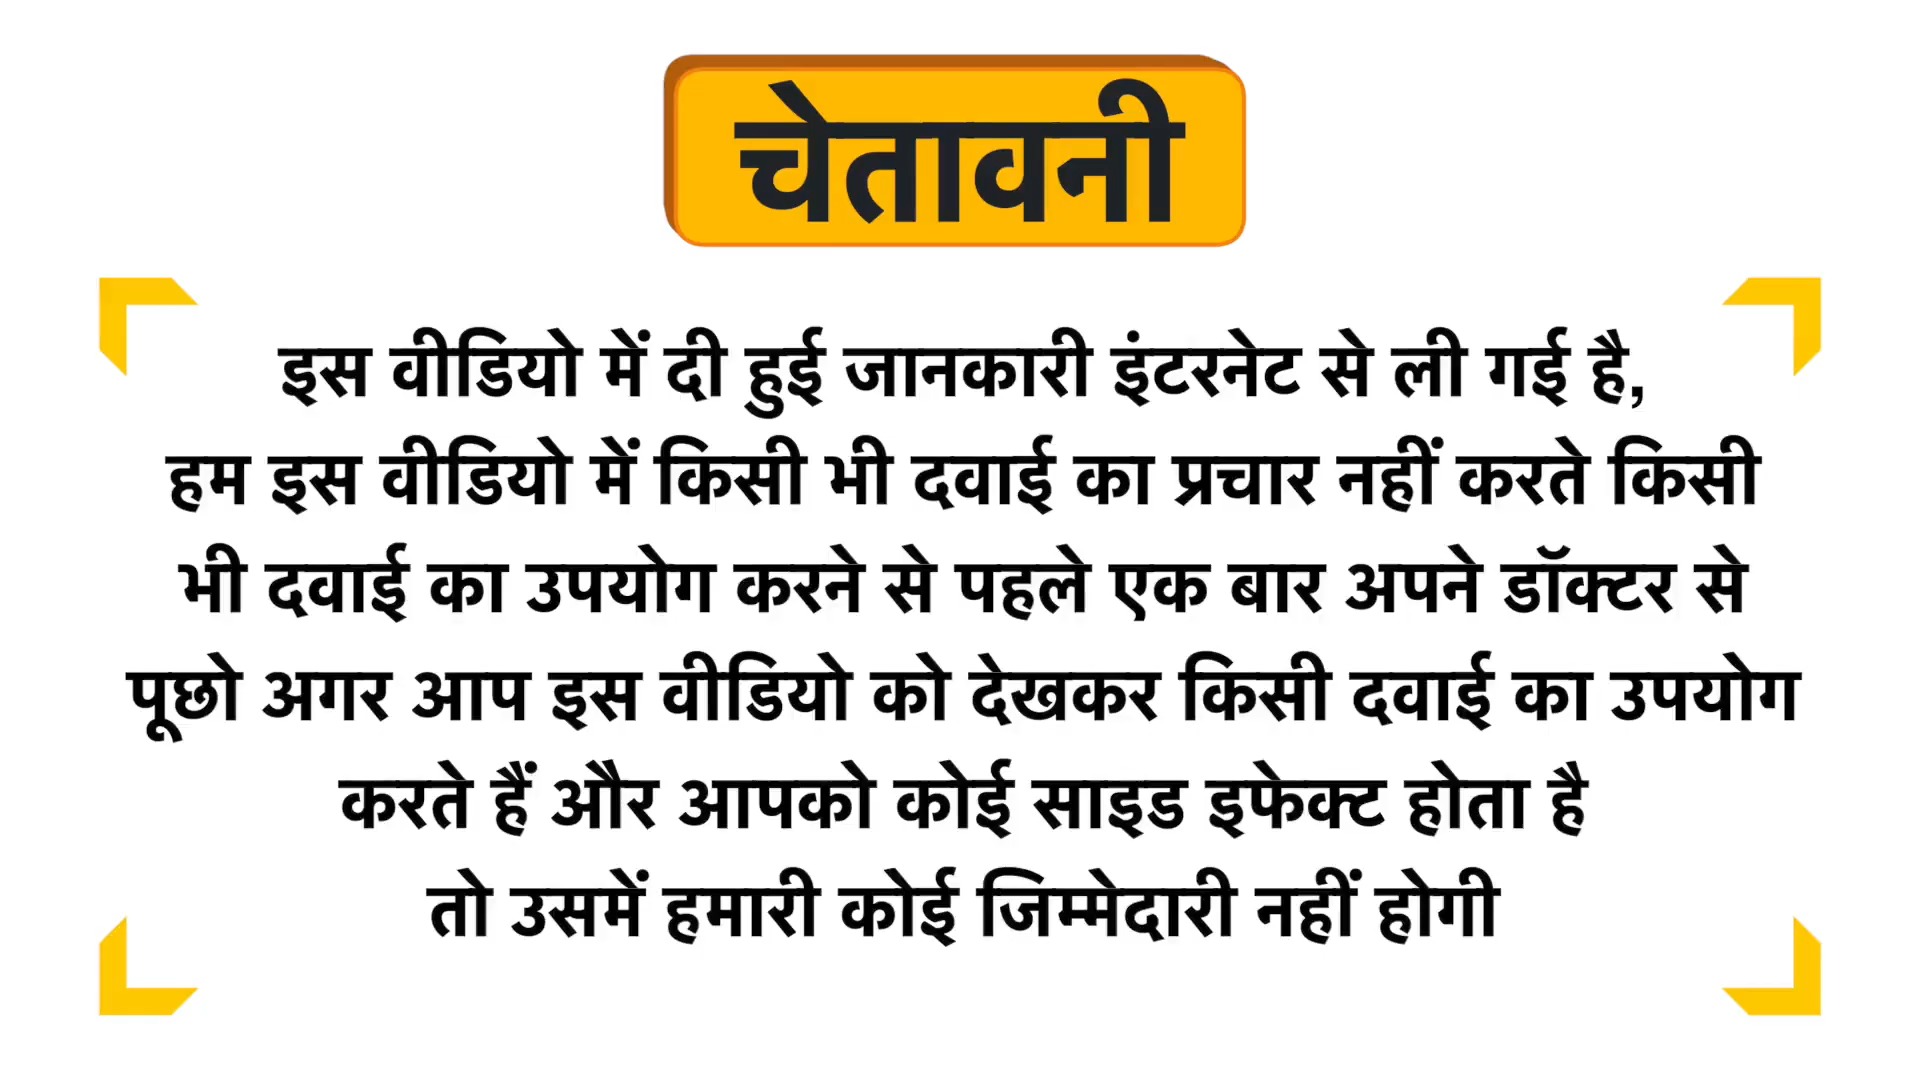 चेतावनी
इस वीडियो में दी हुई जानकारी इंटरनेट से ली गई है,
हम इस वीडियो में किसी भी दवाई का प्रचार नहीं करते किसी
भी दवाई का उपयोग करने से पहले एक बार अपने डॉक्टर से
पूछो अगर आप इस वीडियो को देखकर किसी दवाई का उपयोग
करते हैं और आपको कोई साइड इफेक्ट होता है
तो उसमें हमारी कोई जिम्मेदारी नहीं होगी